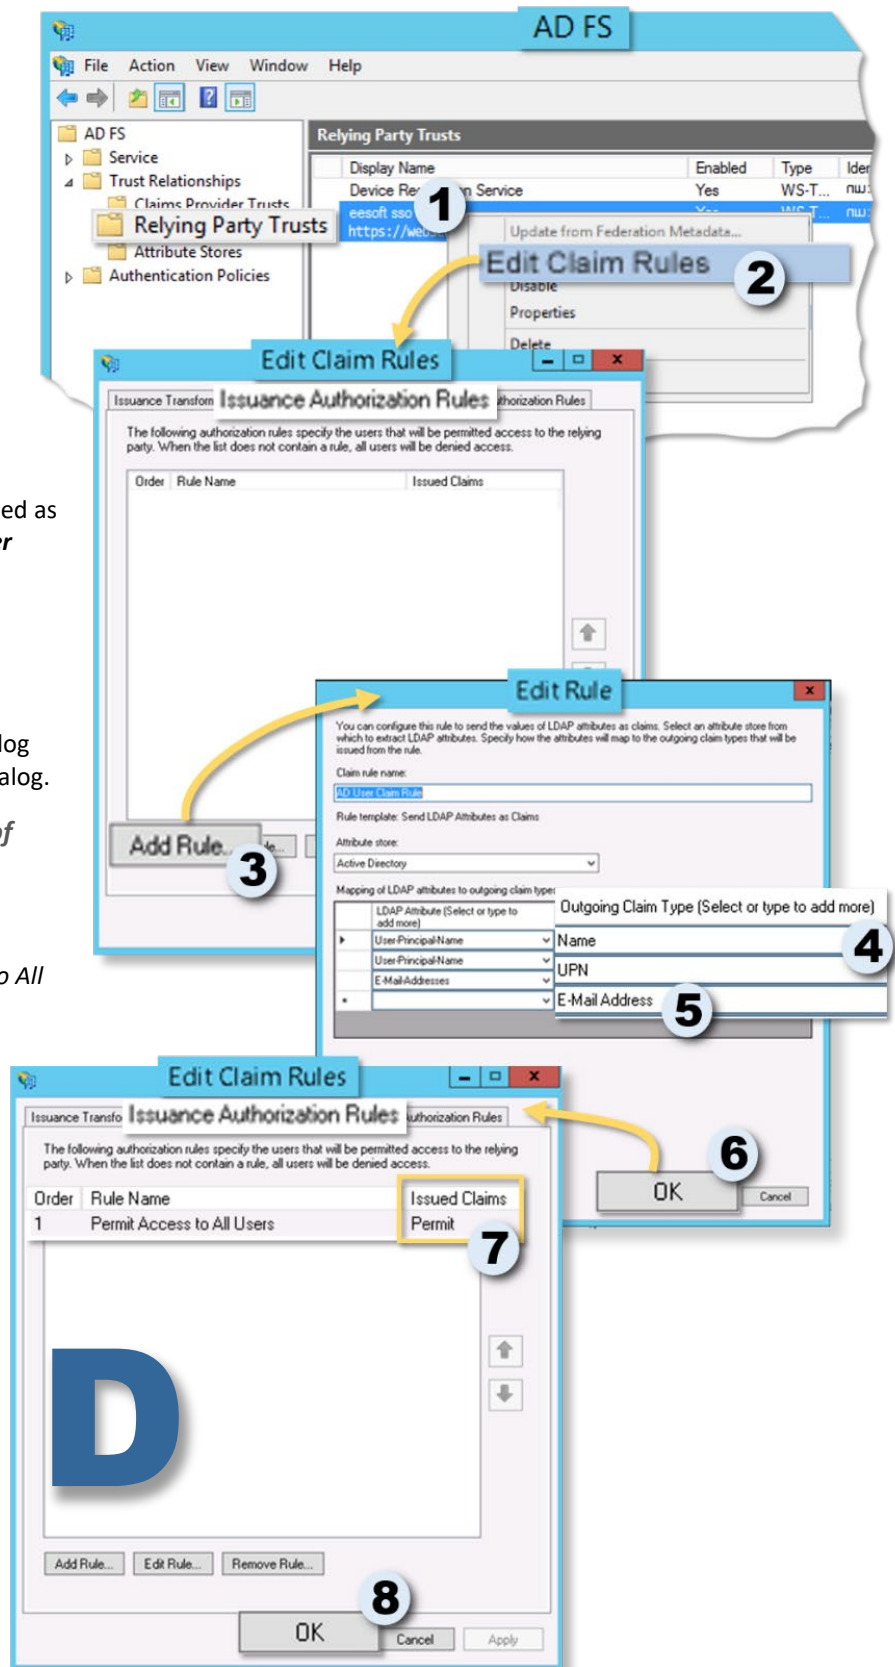 AD FS
File Action View Window Help
AD FS
Service
Trust Relationships
Claims Provider Trusts
Relying Party Trusts
Attribute Stores
Authentication Policies
Relying Party Trusts
Display Name Enabled Type Iden
Device Service Yes WS-T...
eesoft sso
https://
1
Update from Federation Metadata...
Edit Claim Rules
2
Disable
Properties
Delete
Edit Claim Rules
Issuance Transfor Issuance Authorization Rules thorization Rules
The following authorization rules specify the users that will be permitted access to the relying
party. When the list does not contain a rule, all users will be denied access.
Order Rule Name Issued Claims
ed as
er
log
alog.
of
o All
Add Rule...
3
Edit Rule
You can configure this rule to send the values of LDAP attributes as claims. Select an attribute store from
which to extract LDAP attributes. Specify how the attributes will map to the outgoing claim types that will be
issued from the rule.
Claim rule name:
AD User Claim Rule
Rule template: Send LDAP Attributes as Claims
Attribute store:
Active Directory
Mapping of LDAP attributes to outgoing claim types
LDAP Attribute (Select or type to
add more)
Outgoing Claim Type (Select or type to add more)
User-Principal-Name Name
4
User-Principal-Name UPN
E-Mail-Addresses E-Mail Address
5
6
OK Cancel
Edit Claim Rules
Issuance Transfo Issuance Authorization Rules uthorization Rules
The following authorization rules specify the users that will be permitted access to the relying
party. When the list does not contain a rule, all users will be denied access.
Order Rule Name Issued Claims
1 Permit Access to All Users Permit
7
D
Add Rule... Edit Rule... Remove Rule...
8
OK Cancel Apply